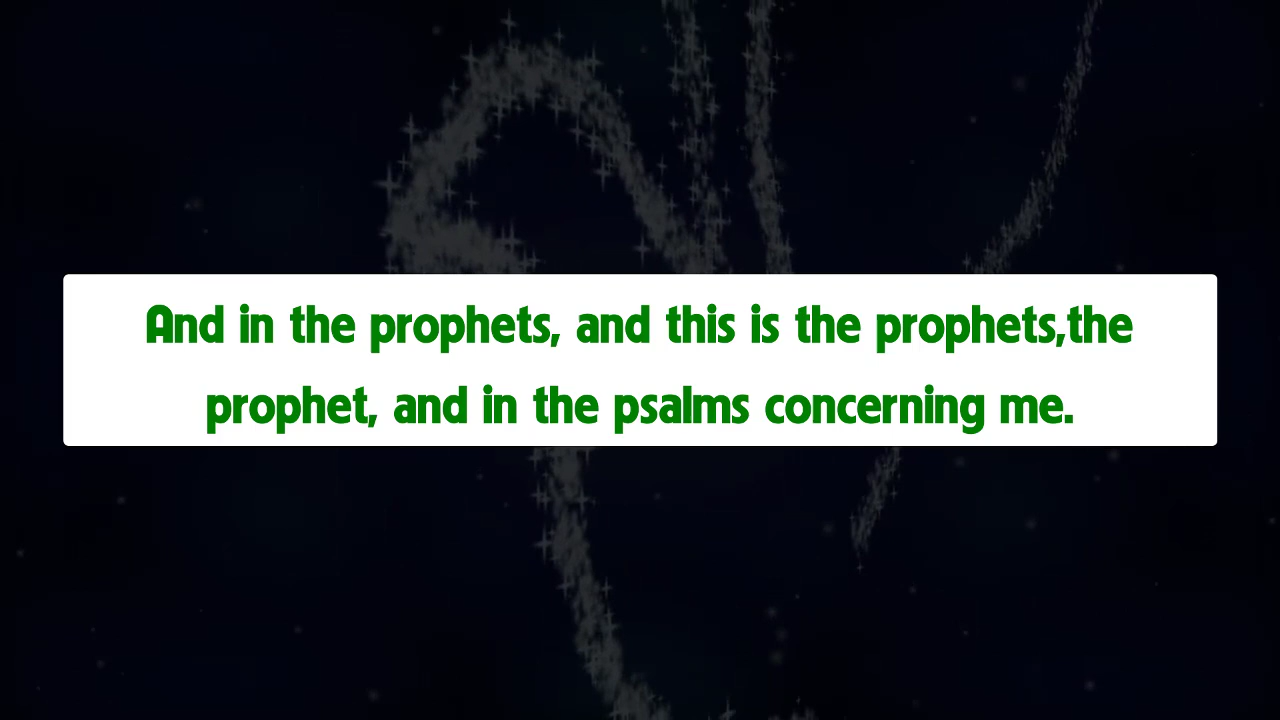 And in the prophets, and this is the prophets,the
prophet, and in the psalms concerning me.